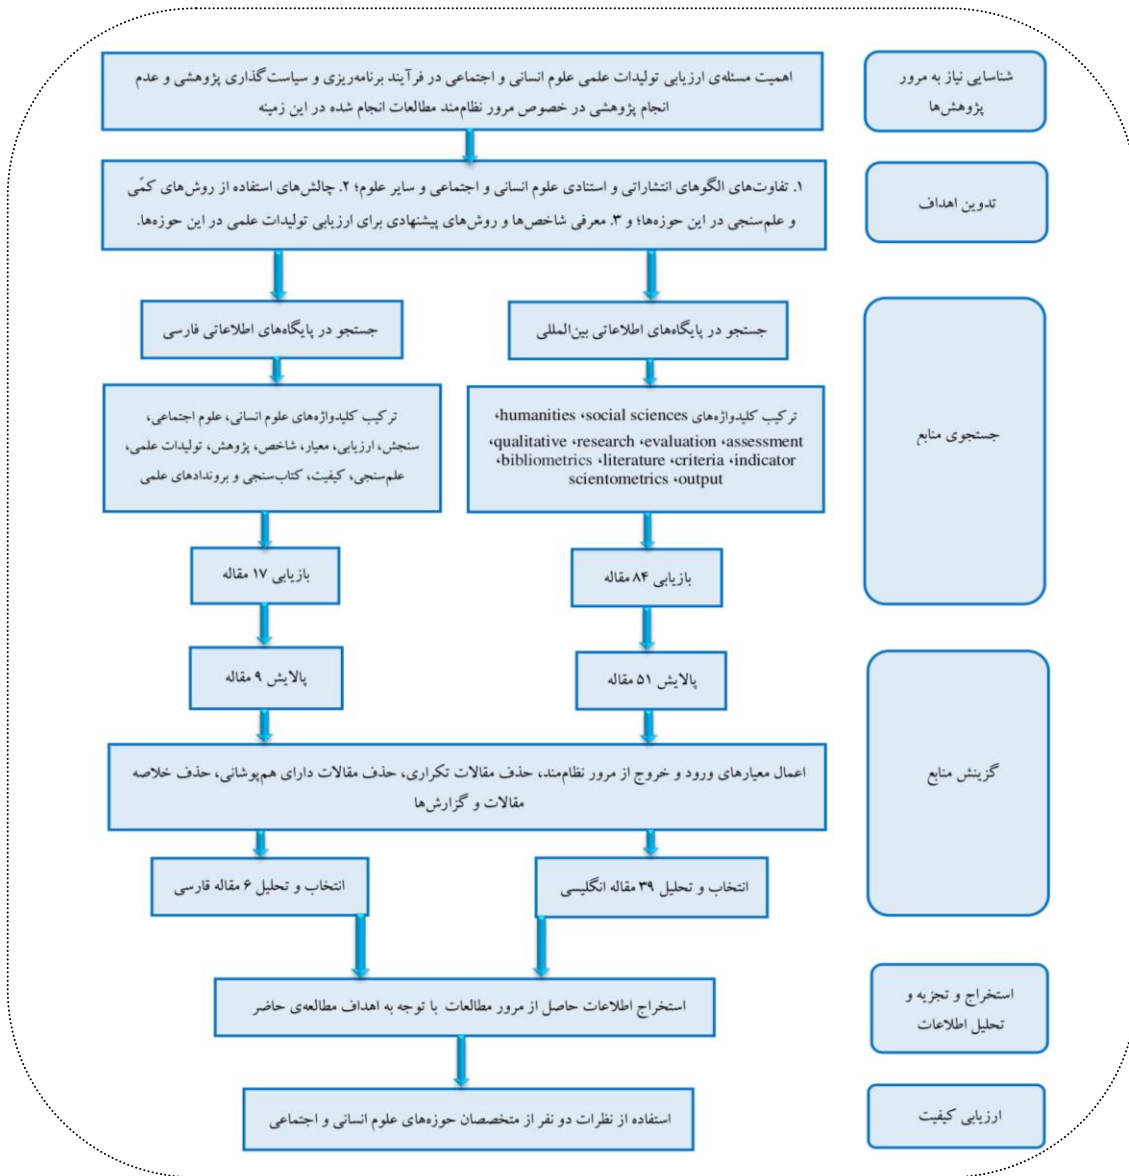 شناسایی نیاز به مرور
پژوهش‌ها
اهمیت مسئله‌ی ارزیابی تولیدات علمی علوم انسانی و اجتماعی در فرآیند برنامه‌ریزی و سیاست‌گذاری پژوهشی و عدم
انجام پژوهشی در خصوص مرور نظام‌مند مطالعات انجام شده در این زمینه
تدوین اهداف
۱. تفاوت‌های الگوهای انتشاراتی و استنادی علوم انسانی و اجتماعی و سایر علوم؛ ۲. چالش‌های استفاده از روش‌های کمّی
و علم‌سنجی در این حوزه‌ها؛ و ۳. معرفی شاخص‌ها و روش‌های پیشنهادی برای ارزیابی تولیدات علمی در این حوزه‌ها.
جستجوی منابع
جستجو در پایگاه‌های اطلاعاتی بین‌المللی
جستجو در پایگاه‌های اطلاعاتی فارسی
ترکیب کلیدواژه‌های humanities ،social sciences،
qualitative ،research ،evaluation ،assessment،
bibliometrics ،literature ،criteria ،indicator،
scientometrics ،output
ترکیب کلیدواژه‌های علوم انسانی، علوم اجتماعی،
سنجش، ارزیابی، معیار، شاخص، پژوهش، تولیدات علمی،
علم‌سنجی، کیفیت، کتاب‌سنجی و بروندادهای علمی
بازیابی ۸۴ مقاله
بازیابی ۱۷ مقاله
گزینش منابع
پالایش ۵۱ مقاله
پالایش ۹ مقاله
اعمال معیارهای ورود و خروج از مرور نظام‌مند، حذف مقالات تکراری، حذف مقالات دارای هم‌پوشانی، حذف خلاصه
مقالات و گزارش‌ها
انتخاب و تحلیل ۳۹ مقاله انگلیسی
انتخاب و تحلیل ۶ مقاله فارسی
استخراج و تجزیه و
تحلیل اطلاعات
استخراج اطلاعات حاصل از مرور مطالعات با توجه به اهداف مطالعه‌ی حاضر
ارزیابی کیفیت
استفاده از نظرات دو نفر از متخصصان حوزه‌های علوم انسانی و اجتماعی